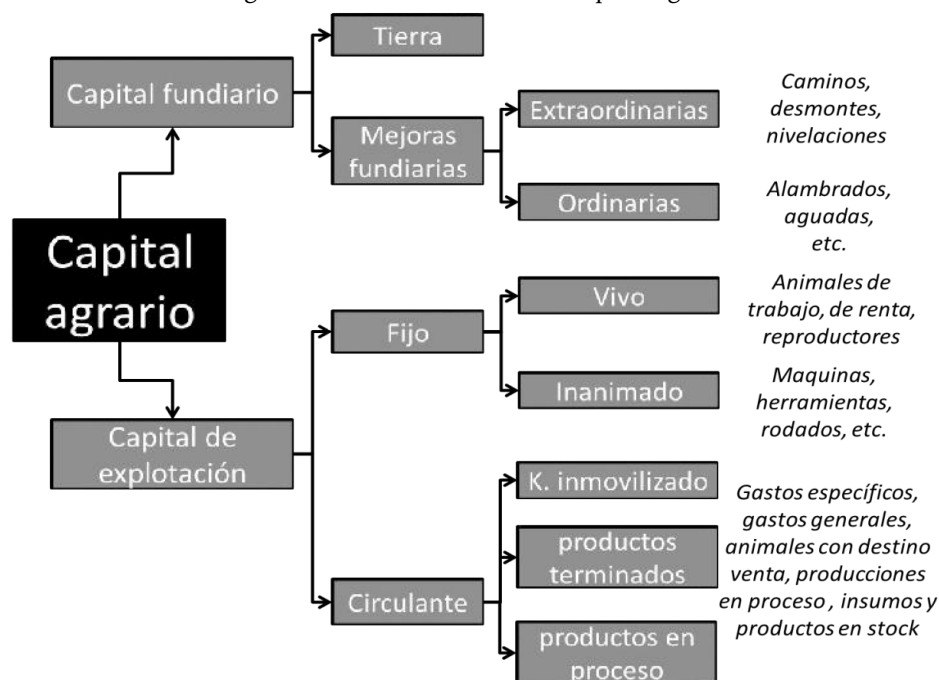 Tierra
Capital fundiario
Mejoras
fundiarias
Extraordinarias
Caminos,
desmontes,
nivelaciones
Ordinarias
Alambrados,
aguadas,
etc.
Capital
agrario
Fijo
Vivo
Animales de
trabajo, de renta,
reproductores
Inanimado
Maquinas,
herramientas,
rodados, etc.
Capital de
explotación
Circulante
K. inmovilizado
productos
terminados
productos en
proceso
Gastos específicos,
gastos generales,
animales con destino
venta, producciones
en proceso , insumos y
productos en stock